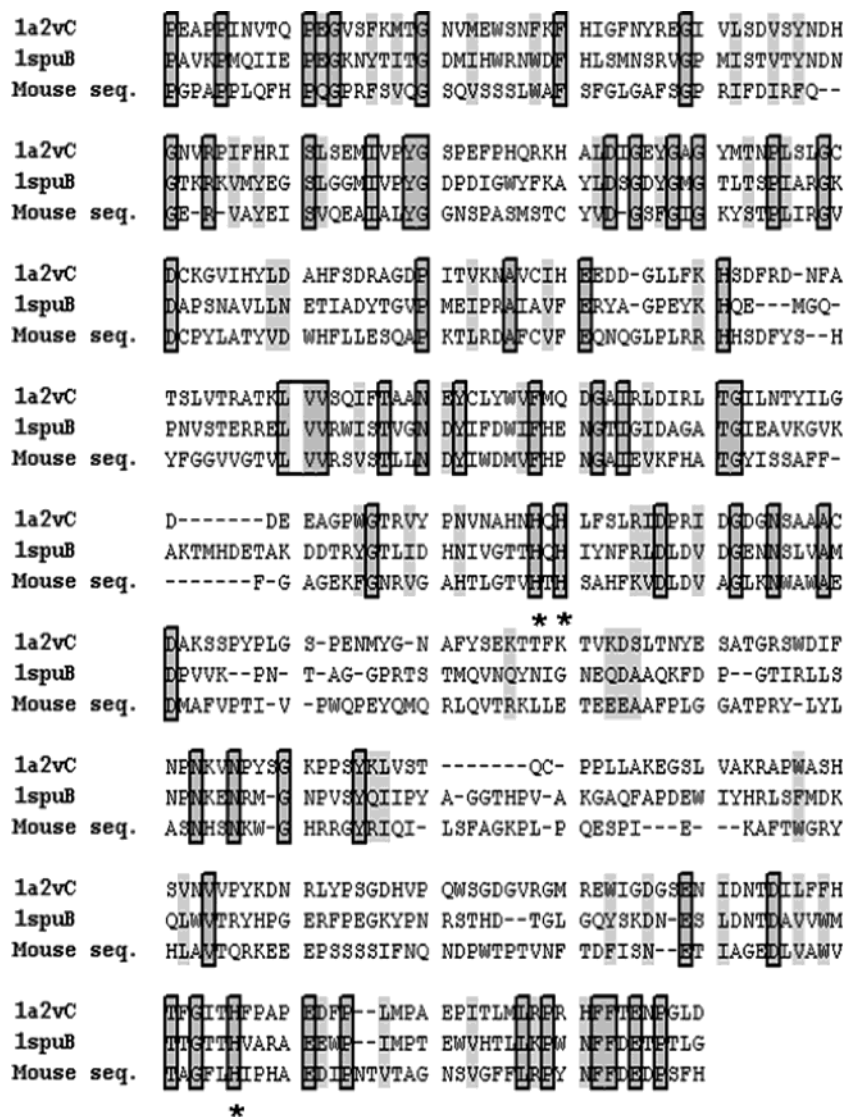 1a2vC PEAPPINVTQ PEGVSFKMTG NVMEWSNFKF HIGFNYREGI VLSDVSYNDH
1spuB PAVKPMQIIE PEGKNYTITG DMIHWRNWDF HLSMNSRVGP MISTVTYNDN
Mouse seq. PGPAPPLQFH PQGPRFSVQG SQVSSSLWAF SFGLGAFSGP RIFDIRFQ--
1a2vC GNVRPIFHRI SLSEMIVPYG SPEFPHQRKH ALDIGEYGAG YMTNPLSLGC
1spuB GTKRKVMYEG SLGGMIVPYG DPDIGWYFKA YLDSGDYGMG TLTSPIARGK
Mouse seq. GE-R-VAYEI SVQEAIALYG GNSPASMSTC YVD-GSFGIG KYSTPLIRGV
1a2vC DCKGVIHYLD AHFSDRAGDP ITVKNAVCIH EEDD-GLLFK HSDFRD-NFA
1spuB DAPSNAVLLN ETIADYTGVP MEIPRAIAVF ERYA-GPEYK HQE---MGQ-
Mouse seq. DCPYLATYVD WHFLLESQAP KTLRDAFCVF EQNQGLPLRR HHSDFYS--H
1a2vC TSLVTRATKL VVSQIFTAAN EYCLYWVFMQ DGAIRLDIRL TGILNTYILG
1spuB PNVSTERREL VVRWISTVGN DYIFDWIFHE NGTIGIDAGA TGIEAVKGVK
Mouse seq. YFGGVVGTVL VVRSVSTLLN DYIWDMVFHP NGAIEVKFHA TGYISSAFF-
1a2vC D-------DE EAGPWGTRVY PNVNAHNHQH LFSLRIDPRI DGDGNSAAAC
1spuB AKTMHDETAK DDTRYGTLID HNIVGTTHQH IYNFRLDLDV DGENNSLVAM
Mouse seq. -------F-G AGEKFGNRVG AHTLGTVHTH SAHFKVDLDV AGLKNWAWAE
* *
1a2vC DAKSSPYPLG S-PENMYG-N AFYSEKTTFK TVKDSLTNYE SATGRSWDIF
1spuB DPVVK--PN- T-AG-GPRTS TMQVNQYNIG NEQDAAQKFD P--GTIRLLS
Mouse seq. DMAFVPTI-V -PWQPEYQMQ RLQVTRKLLE TEEEAAFPLG GATPRY-LYL
1a2vC NPNKVNPYSG KPPSYKLVST -------QC- PPLLAKEGSL VAKRAPWASH
1spuB NPNKENRM-G NPVSYQIIPY A-GGTHPV-A KGAQFAPDEW IYHRLSFMDK
Mouse seq. ASNHSNKW-G HRRGYRIQI- LSFAGKPL-P QESPI---E- KAFTWGRY
1a2vC SVNVVPYKDN RLYPSGDHVP QWSGDGVRGM REWIGDGSEN IDNTDILFFH
1spuB QLWVTRYHPG ERFPEGKYPN RSTHD--TGL GQYSKDN-ES LDNTDAVVWM
Mouse seq. HLAVTQRKEE EPSSSSIFNQ NDPWTPTVNF TDFISN--ET IAGEDLVAWV
1a2vC TFGITHFPAP EDFP--LMPA EPITLMLRPR HFFTENPGLD
1spuB TTGTTHVARA EEWP-IMPT EWVHTLLKPW NFFDETPTLG
Mouse seq. TAGFLHIPHA EDIPNTVTAG NSVGFFLRPY NFFDEDPSFH
*